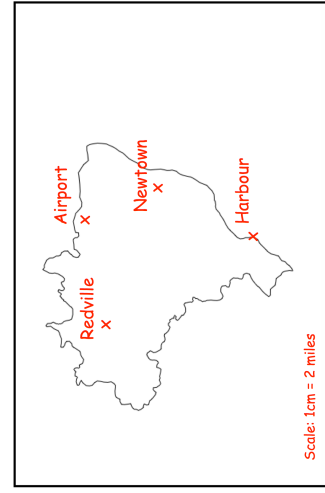 Airport
x
Newtown
x
Harbour
x
Redville
x
Scale: 1cm = 2 miles